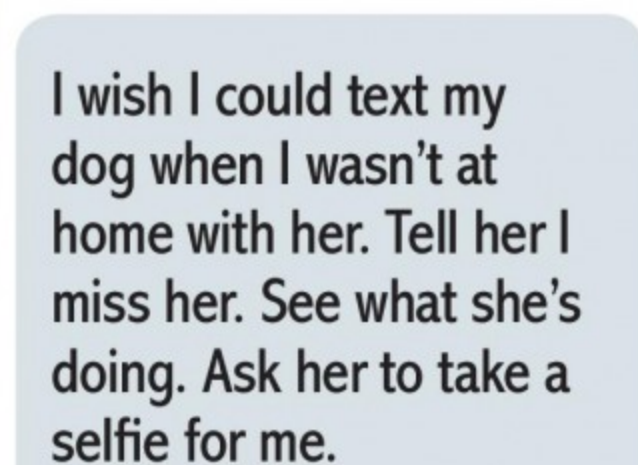 I wish I could text my
dog when I wasn’t at
home with her. Tell her I
miss her. See what she’s
doing. Ask her to take a
selfie for me.